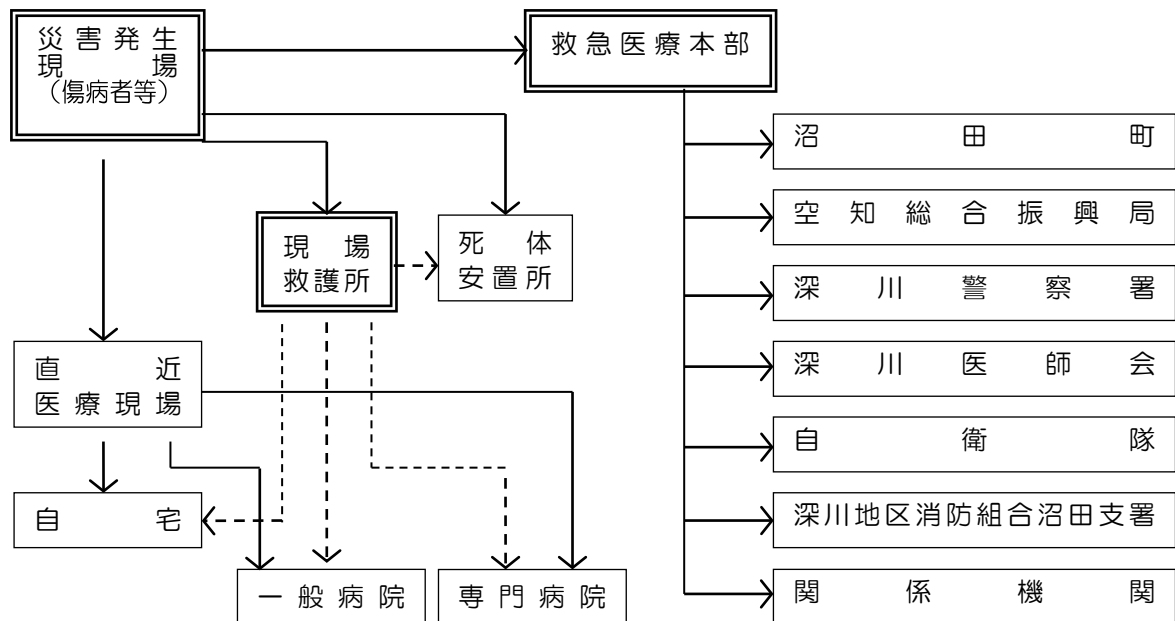 災害発生
現場
(傷病者等)
救急医療本部
沼田町
空知総合振興局
現場
救護所
死体
安置所
深川警察署
直近
医療現場
深川医師会
自衛隊
自宅
深川地区消防組合沼田支署
一般病院
専門病院
関係機関